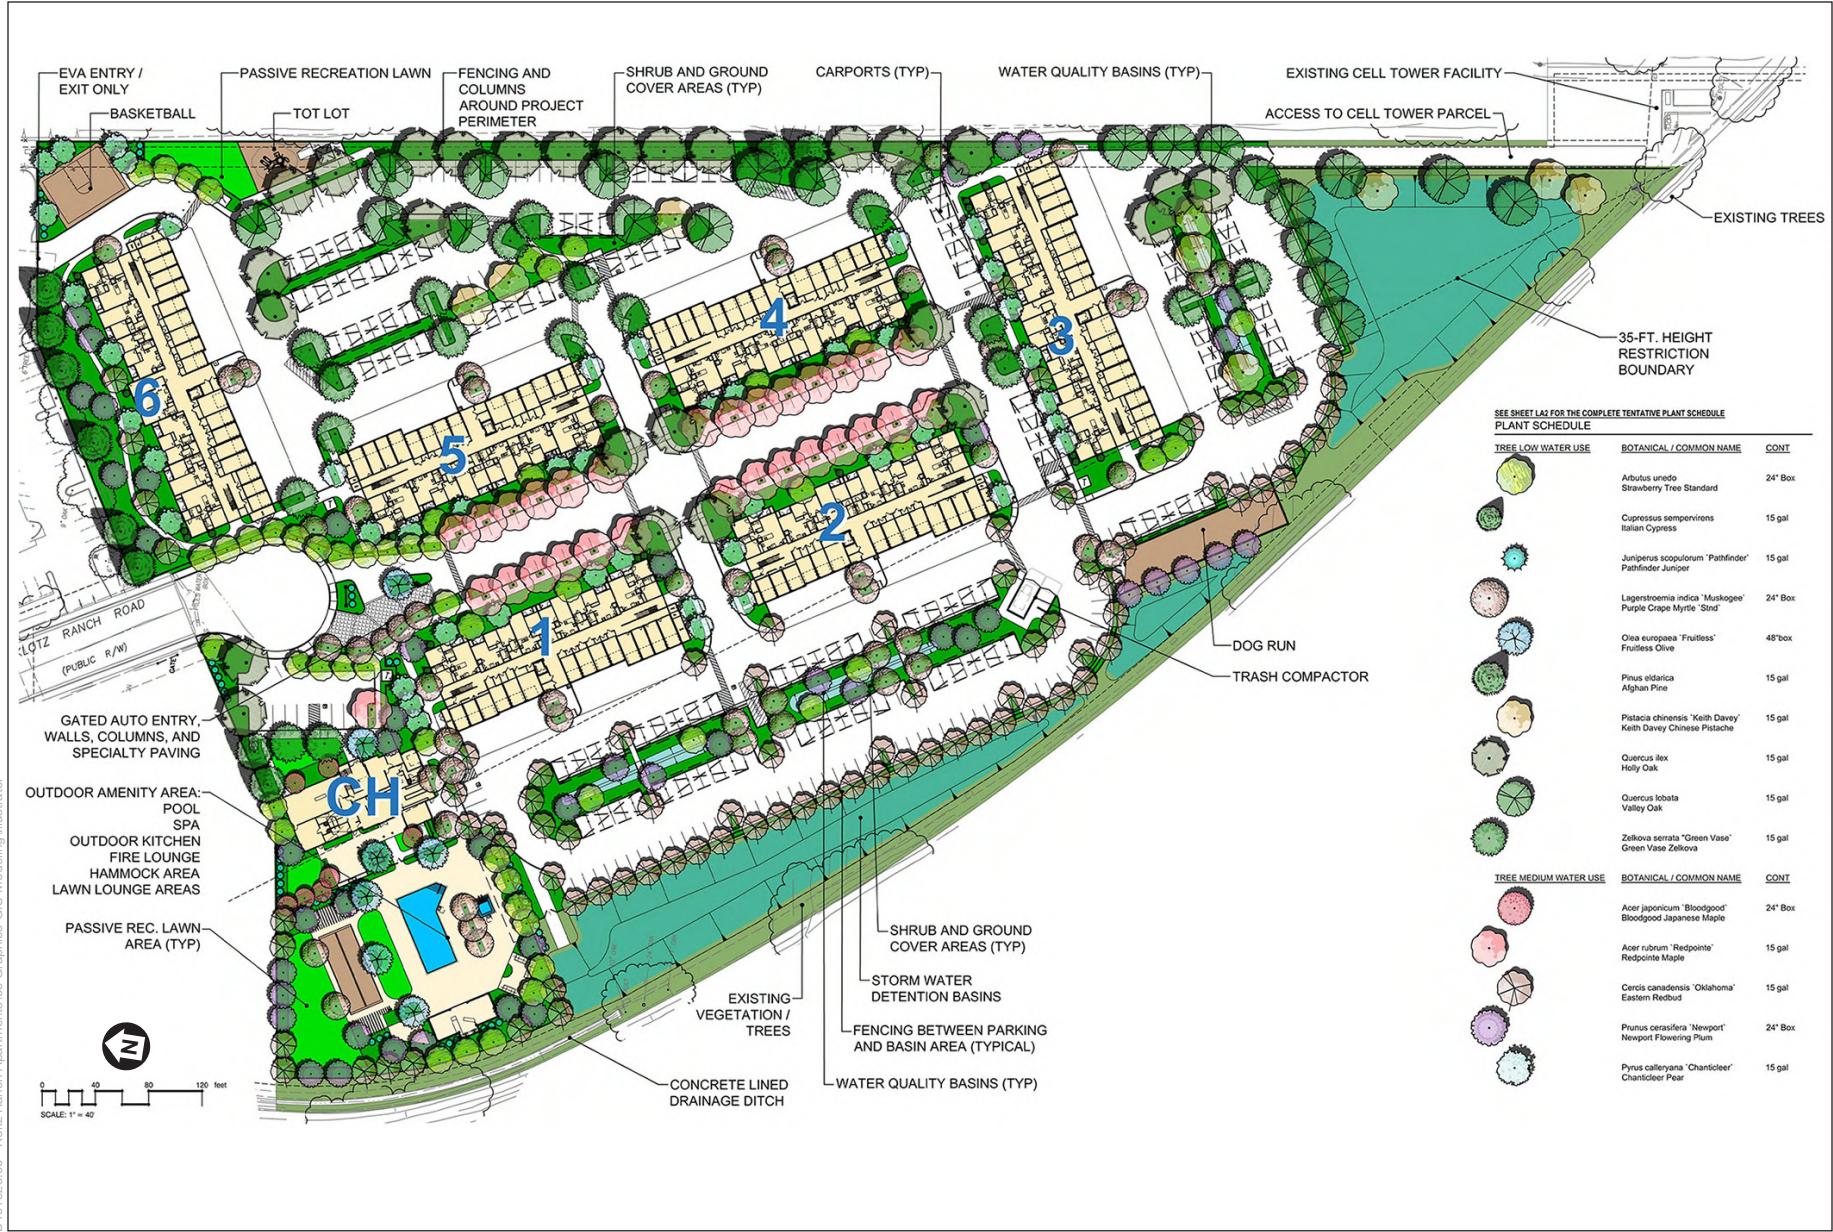 EVA ENTRY /
EXIT ONLY
BASKETBALL
PASSIVE RECREATION LAWN
TOT LOT
FENCING AND
COLUMNS
AROUND PROJECT
PERIMETER
SHRUB AND GROUND
COVER AREAS (TYP)
CARPORTS (TYP)
WATER QUALITY BASINS (TYP)
EXISTING CELL TOWER FACILITY
ACCESS TO CELL TOWER PARCEL
EXISTING TREES
35-FT. HEIGHT
RESTRICTION
BOUNDARY
6
5
4
3
2
1
CH
KLOTZ RANCH ROAD
(PUBLIC R/W)
GATED AUTO ENTRY,
WALLS, COLUMNS, AND
SPECIALTY PAVING
OUTDOOR AMENITY AREA:
POOL
SPA
OUTDOOR KITCHEN
FIRE LOUNGE
HAMMOCK AREA
LAWN LOUNGE AREAS
PASSIVE REC. LAWN
AREA (TYP)
DOG RUN
TRASH COMPACTOR
SHRUB AND GROUND
COVER AREAS (TYP)
STORM WATER
DETENTION BASINS
EXISTING
VEGETATION /
TREES
FENCING BETWEEN PARKING
AND BASIN AREA (TYPICAL)
WATER QUALITY BASINS (TYP)
CONCRETE LINED
DRAINAGE DITCH
N
0 40 80 120 feet
SCALE: 1" = 40'
SEE SHEET LA2 FOR THE COMPLETE TENTATIVE PLANT SCHEDULE
PLANT SCHEDULE
TREE LOW WATER USE BOTANICAL / COMMON NAME CONT
Arbutus unedo 24" Box
Strawberry Tree Standard
Cupressus sempervirens 15 gal
Italian Cypress
Juniperus scopulorum `Pathfinder` 15 gal
Pathfinder Juniper
Lagerstroemia indica `Muskogee` 24" Box
Purple Crape Myrtle `Stnd`
Olea europaea `Fruitless` 48"box
Fruitless Olive
Pinus eldarica 15 gal
Afghan Pine
Pistacia chinensis `Keith Davey` 15 gal
Keith Davey Chinese Pistache
Quercus ilex 15 gal
Holly Oak
Quercus lobata 15 gal
Valley Oak
Zelkova serrata "Green Vase` 15 gal
Green Vase Zelkova
TREE MEDIUM WATER USE BOTANICAL / COMMON NAME CONT
Acer japonicum `Bloodgood` 24" Box
Bloodgood Japanese Maple
Acer rubrum `Redpointe` 15 gal
Redpointe Maple
Cercis canadensis `Oklahoma` 15 gal
Eastern Redbud
Prunus cerasifera `Newport` 24" Box
Newport Flowering Plum
Pyrus calleryana `Chanticleer` 15 gal
Chanticleer Pear